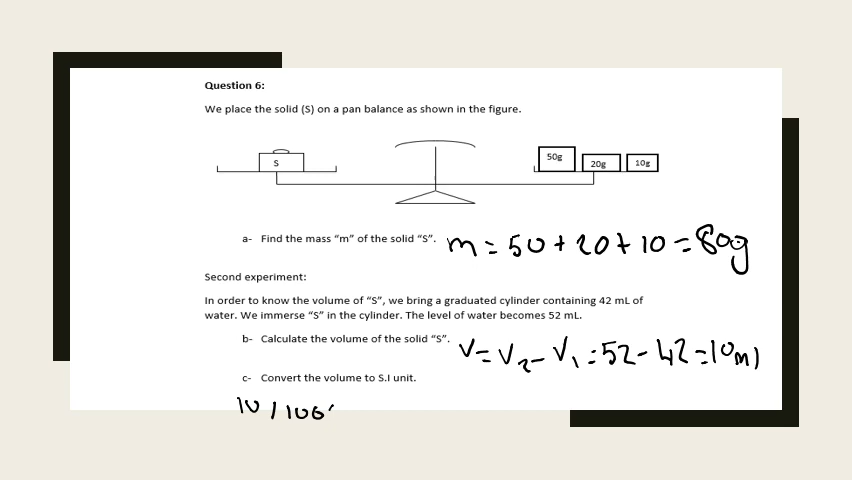 Question 6:
We place the solid (S) on a pan balance as shown in the figure.
S
50g
20g
10g
a- Find the mass “m” of the solid “S”. m = 50 + 20 + 10 = 80g
Second experiment:
In order to know the volume of “S”, we bring a graduated cylinder containing 42 mL of
water. We immerse “S” in the cylinder. The level of water becomes 52 mL.
b- Calculate the volume of the solid “S”. V = V2 - V1 = 52 - 42 = 10ml
c- Convert the volume to S.I unit.
10 /